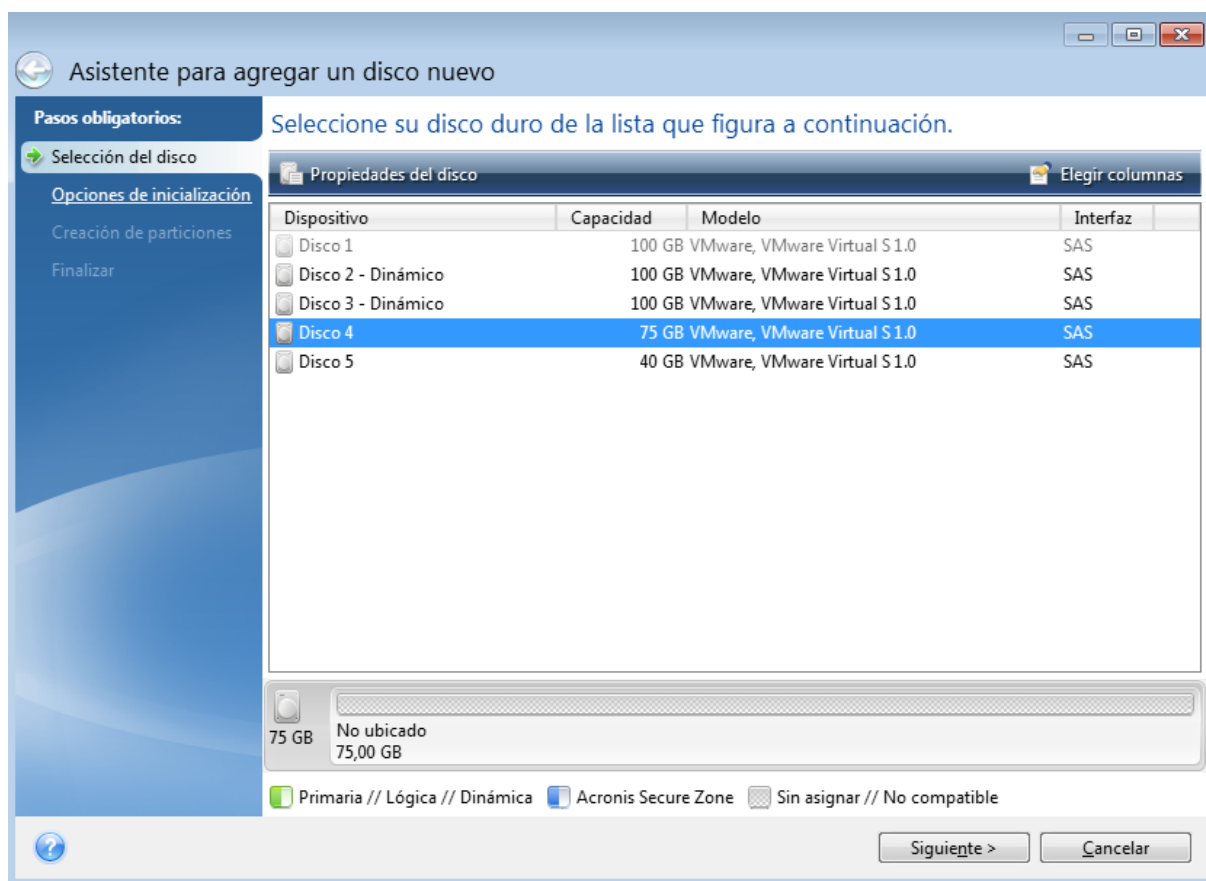 Asistente para agregar un disco nuevo
Pasos obligatorios:
Selección del disco
Opciones de inicialización
Creación de particiones
Finalizar
Seleccione su disco duro de la lista que figura a continuación.
Propiedades del disco Elegir columnas
Dispositivo Capacidad Modelo Interfaz
Disco 1 100 GB VMware, VMware Virtual S 1.0 SAS
Disco 2 - Dinámico 100 GB VMware, VMware Virtual S 1.0 SAS
Disco 3 - Dinámico 100 GB VMware, VMware Virtual S 1.0 SAS
Disco 4 75 GB VMware, VMware Virtual S 1.0 SAS
Disco 5 40 GB VMware, VMware Virtual S 1.0 SAS
75 GB No ubicado
75,00 GB
Primaria // Lógica // Dinámica Acronis Secure Zone Sin asignar // No compatible
Siguiente > Cancelar